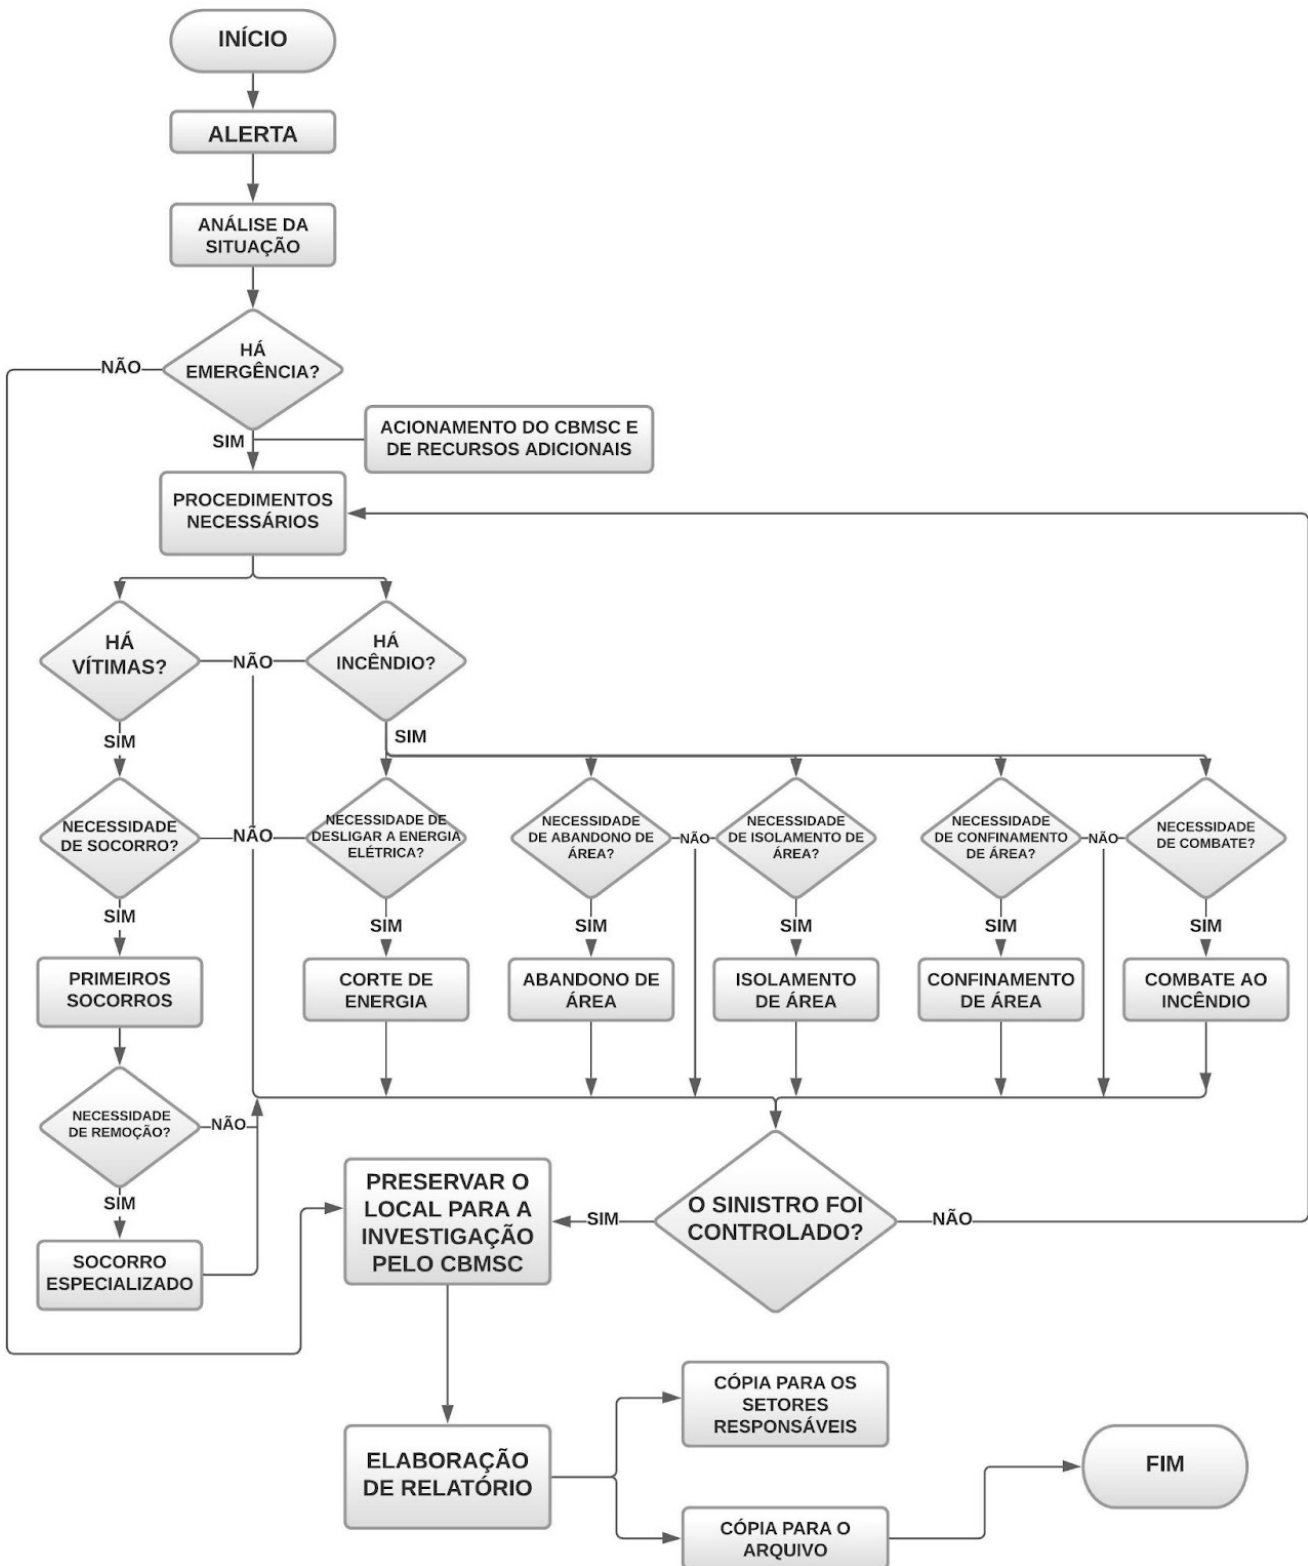 INÍCIO
ALERTA
ANÁLISE DA
SITUAÇÃO
HÁ
EMERGÊNCIA?
NÃO
SIM
ACIONAMENTO DO CBMSC E
DE RECURSOS ADICIONAIS
PROCEDIMENTOS
NECESSÁRIOS
HÁ
VÍTIMAS?
NÃO
HÁ
INCÊNDIO?
SIM
SIM
NECESSIDADE
DE SOCORRO?
NÃO
NECESSIDADE DE
DESLIGAR A ENERGIA
ELÉTRICA?
NECESSIDADE
DE ABANDONO DE
ÁREA?
NÃO
NECESSIDADE
DE ISOLAMENTO DE
ÁREA?
NECESSIDADE
DE CONFINAMENTO
DE ÁREA?
NÃO
NECESSIDADE
DE COMBATE?
SIM
SIM
SIM
SIM
SIM
SIM
PRIMEIROS
SOCORROS
CORTE DE
ENERGIA
ABANDONO DE
ÁREA
ISOLAMENTO
DE ÁREA
CONFINAMENTO
DE ÁREA
COMBATE AO
INCÊNDIO
NECESSIDADE
DE REMOÇÃO?
NÃO
SIM
SOCORRO
ESPECIALIZADO
PRESERVAR O
LOCAL PARA A
INVESTIGAÇÃO
PELO CBMSC
SIM
O SINISTRO FOI
CONTROLADO?
NÃO
ELABORAÇÃO
DE RELATÓRIO
CÓPIA PARA OS
SETORES
RESPONSÁVEIS
CÓPIA PARA O
ARQUIVO
FIM